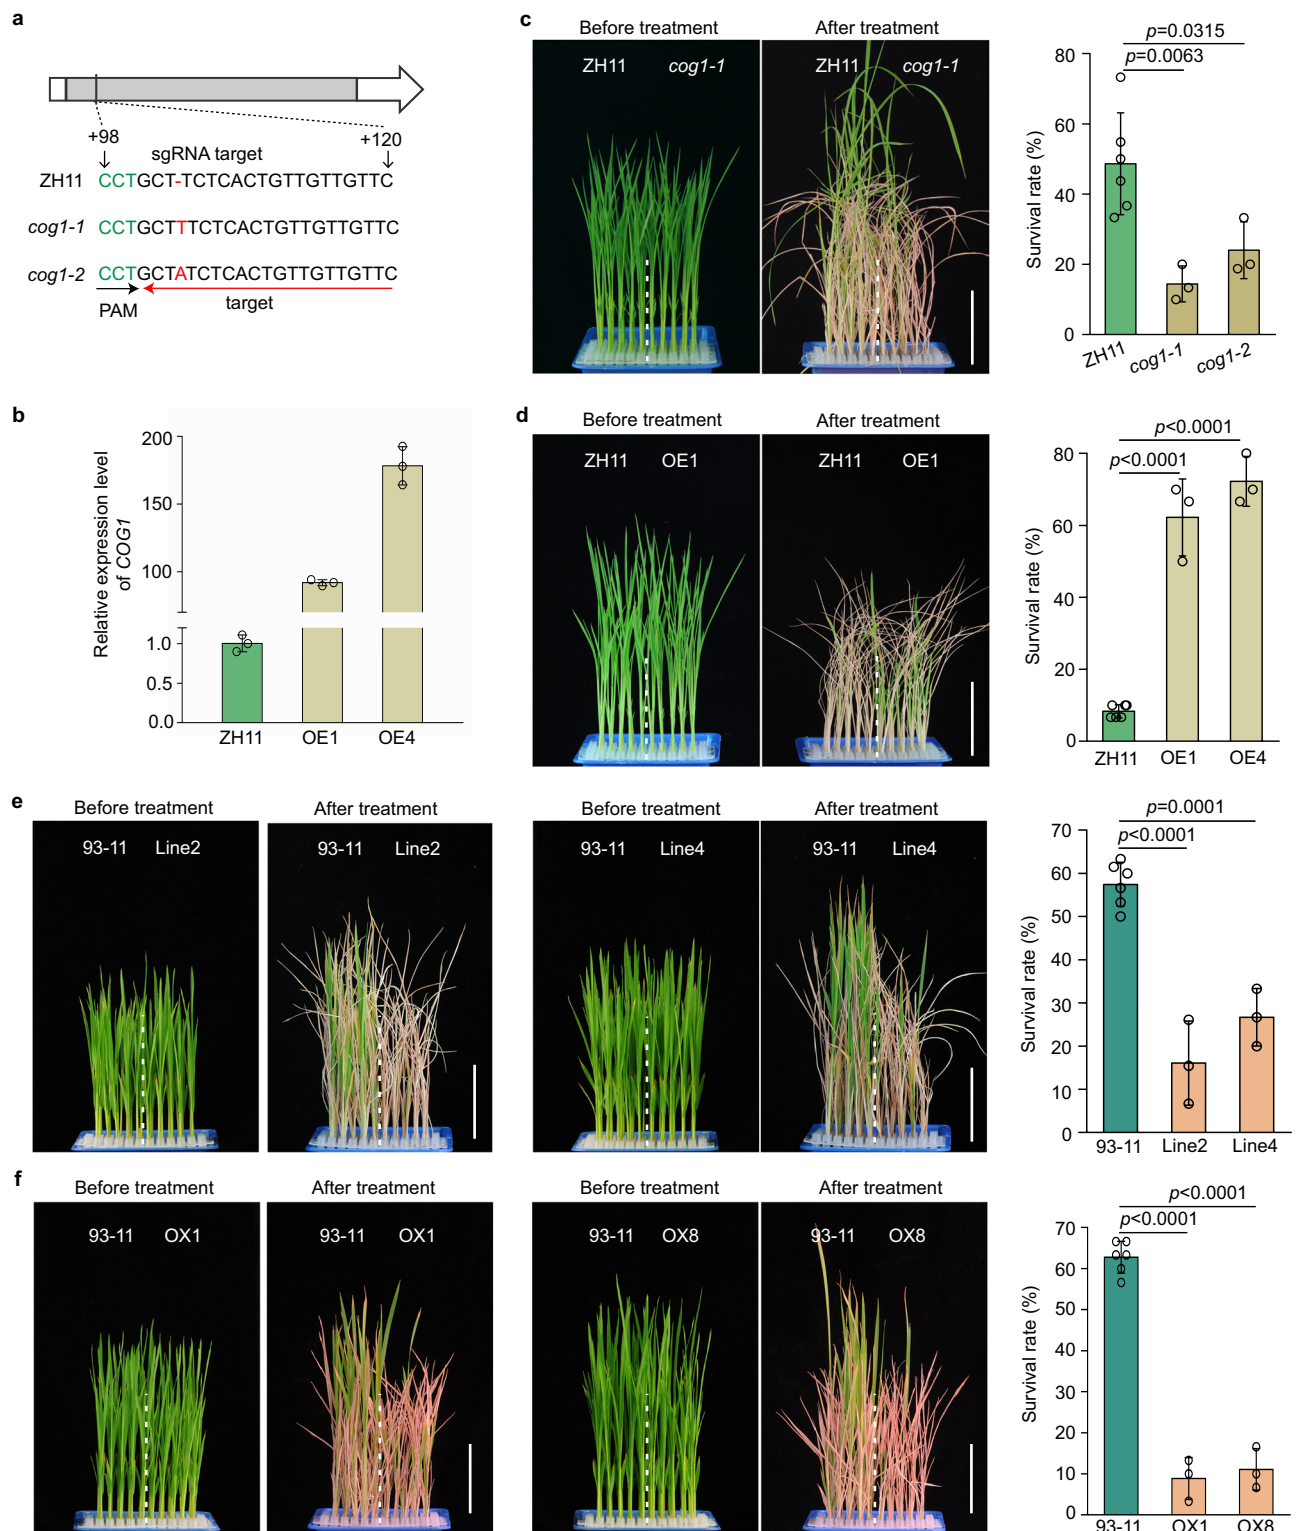 a
+98
+120
sgRNA target
ZH11 CCTGCT-TCTCACTGTTGTTGTTC
cog1-1 CCTGCTTTCTCACTGTTGTTGTTC
cog1-2 CCTGCTATCTCACTGTTGTTGTTC
PAM
target
b
Relative expression level
of COG1
200
150
100
1.0
0.5
0.0
ZH11 OE1 OE4
c
Before treatment
After treatment
ZH11 cog1-1
ZH11 cog1-1
p=0.0315
p=0.0063
Survival rate (%)
80
60
40
20
0
ZH11 cog1-1 cog1-2
d
Before treatment
After treatment
ZH11 OE1
ZH11 OE1
p<0.0001
p<0.0001
Survival rate (%)
80
60
40
20
0
ZH11 OE1 OE4
e
Before treatment
After treatment
Before treatment
After treatment
93-11 Line2
93-11 Line2
93-11 Line4
93-11 Line4
p=0.0001
p<0.0001
Survival rate (%)
70
60
50
40
30
20
10
0
93-11 Line2 Line4
f
Before treatment
After treatment
Before treatment
After treatment
93-11 OX1
93-11 OX1
93-11 OX8
93-11 OX8
p<0.0001
p<0.0001
Survival rate (%)
70
60
50
40
30
20
10
0
93-11 OX1 OX8